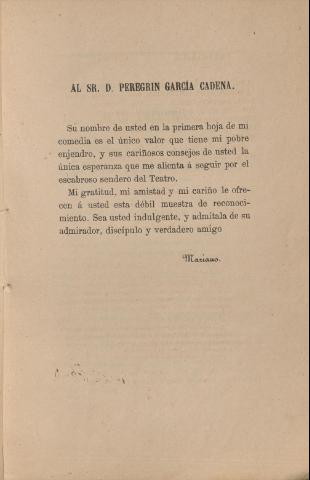 AL SR. D. PEREGRIN GARCÍA CADENA.
Su nombre de usted en la primera hoja de mi
comedia es el único valor que tiene mi pobre
enjendro, y sus cariñosos consejos de usted la
única esperanza que me alienta á seguir por el
escabroso sendero del Teatro.
Mi gratitud, mi amistad y mi cariño le ofre-
cen á usted esta débil muestra de reconoci-
miento. Sea usted indulgente, y admítala de su
admirador, discípulo y verdadero amigo
Mariano.